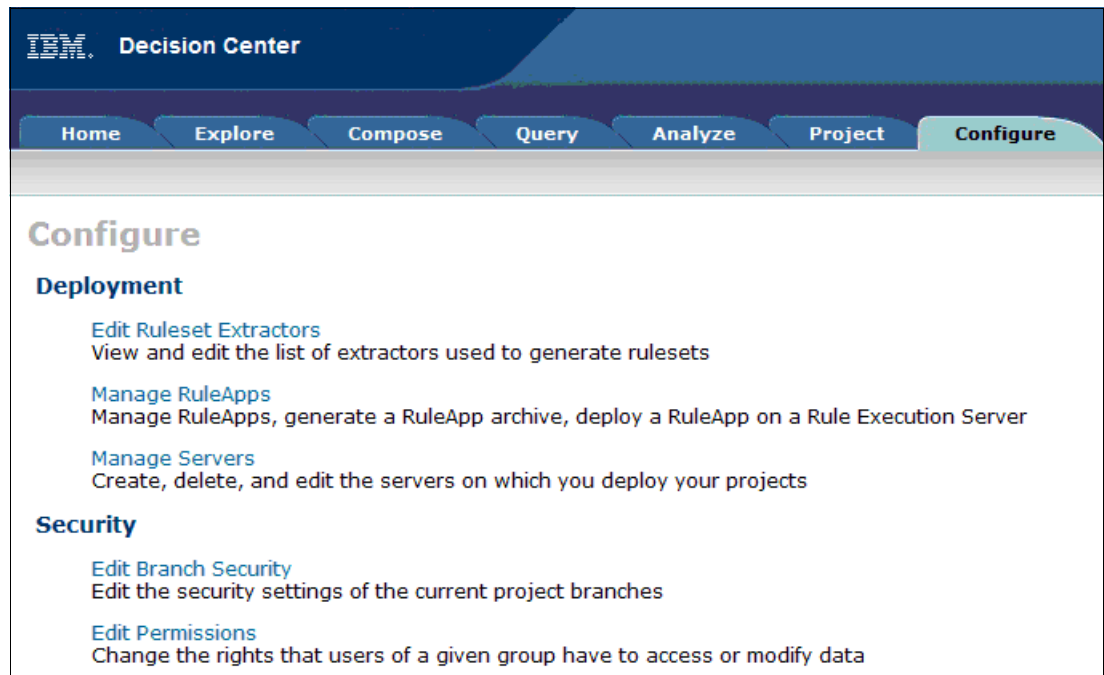 IBM. Decision Center
Home Explore Compose Query Analyze Project Configure
Configure
Deployment
Edit Ruleset Extractors
View and edit the list of extractors used to generate rulesets
Manage RuleApps
Manage RuleApps, generate a RuleApp archive, deploy a RuleApp on a Rule Execution Server
Manage Servers
Create, delete, and edit the servers on which you deploy your projects
Security
Edit Branch Security
Edit the security settings of the current project branches
Edit Permissions
Change the rights that users of a given group have to access or modify data